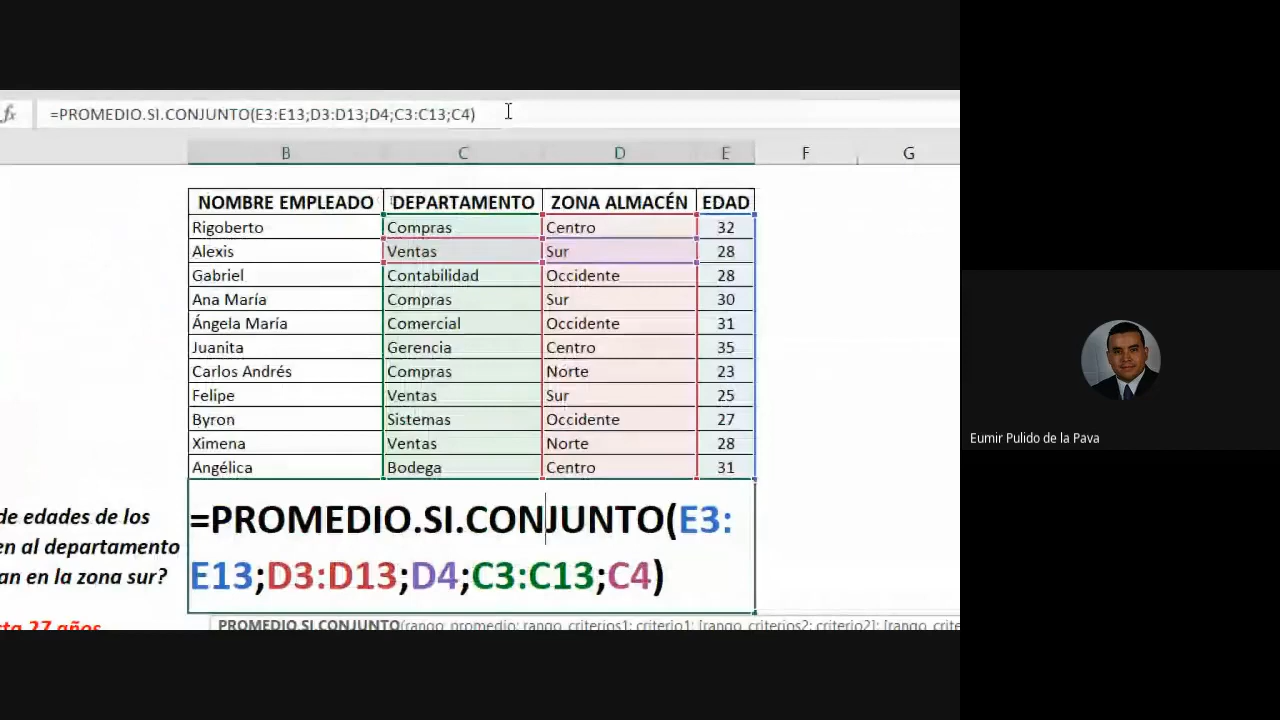 fx =PROMEDIO.SI.CONJUNTO(E3:E13;D3:D13;D4;C3:C13;C4)
B C D E F G
NOMBRE EMPLEADO DEPARTAMENTO ZONA ALMACÉN EDAD
Rigoberto Compras Centro 32
Alexis Ventas Sur 28
Gabriel Contabilidad Occidente 28
Ana María Compras Sur 30
Ángela María Comercial Occidente 31
Juanita Gerencia Centro 35
Carlos Andrés Compras Norte 23
Felipe Ventas Sur 25
Byron Sistemas Occidente 27
Ximena Ventas Norte 28
Angélica Bodega Centro 31
de edades de los
en al departamento
an en la zona sur?
=PROMEDIO.SI.CONJUNTO(E3:
E13;D3:D13;D4;C3:C13;C4)
sta 27 años
PROMEDIO.SI.CONJUNTO(rango_promedio; rango_criterios1; criterio1; [rango_criterios2; criterio2]; [rango_crite
Eumir Pulido de la Pava